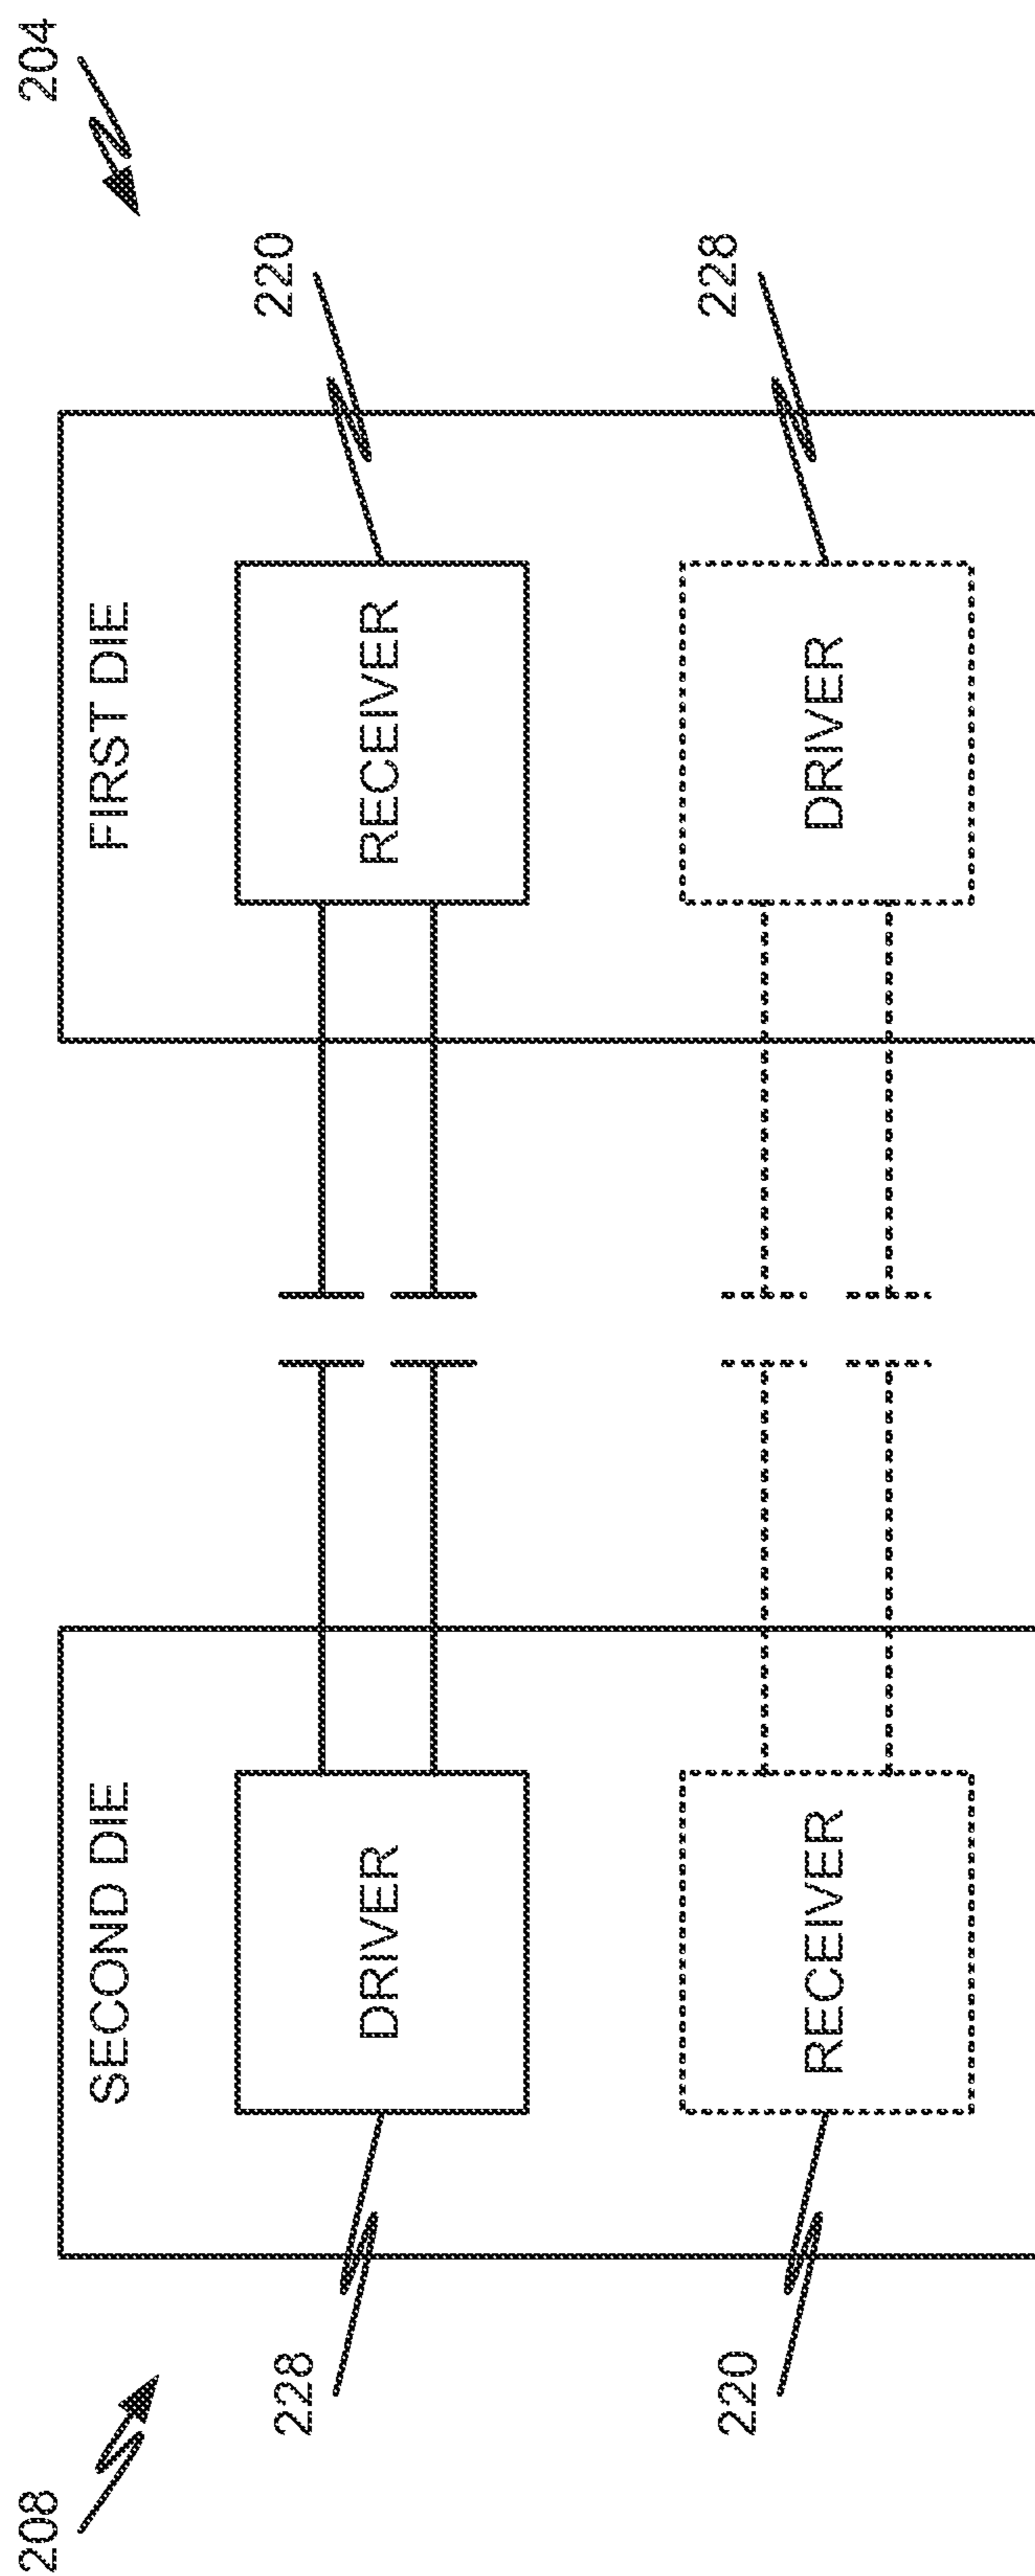 208
204
SECOND DIE
FIRST DIE
228
DRIVER
RECEIVER
220
220
RECEIVER
DRIVER
228